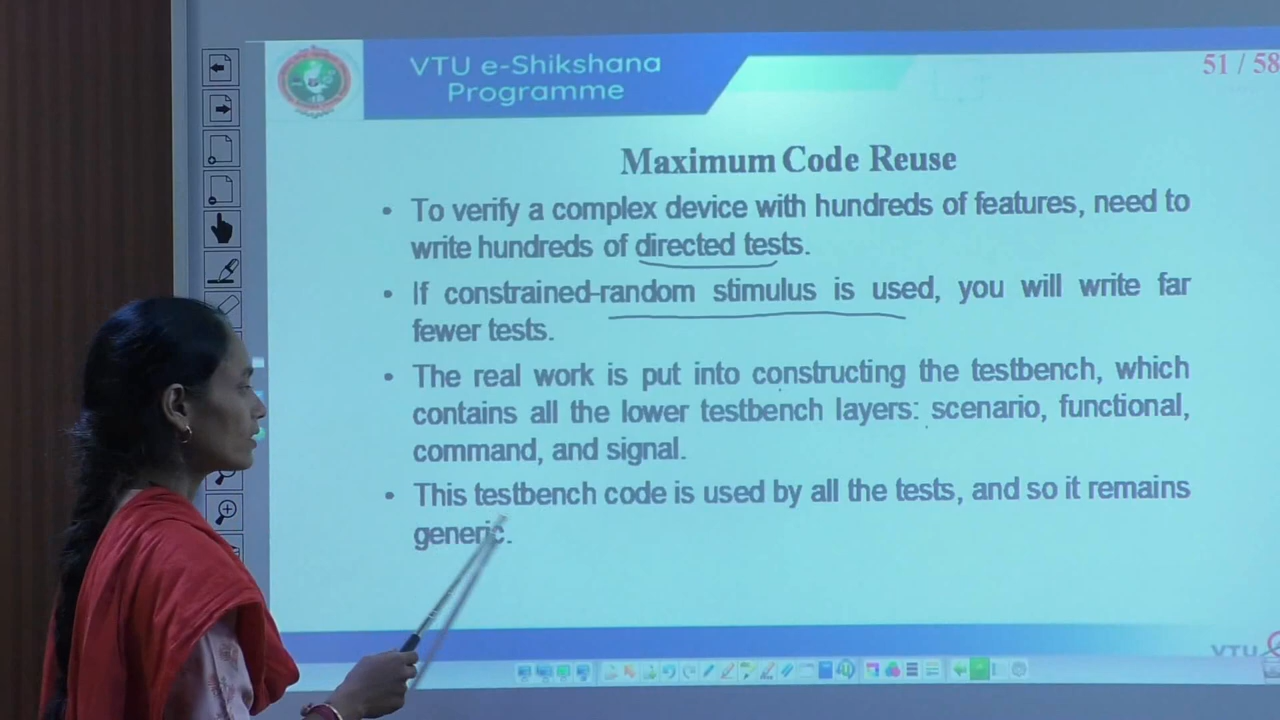 VTU e-Shikshana
Programme
51 / 58
Maximum Code Reuse
• To verify a complex device with hundreds of features, need to
write hundreds of directed tests.
• If constrained-random stimulus is used, you will write far
fewer tests.
• The real work is put into constructing the testbench, which
contains all the lower testbench layers: scenario, functional,
command, and signal.
• This testbench code is used by all the tests, and so it remains
generic.
VTU